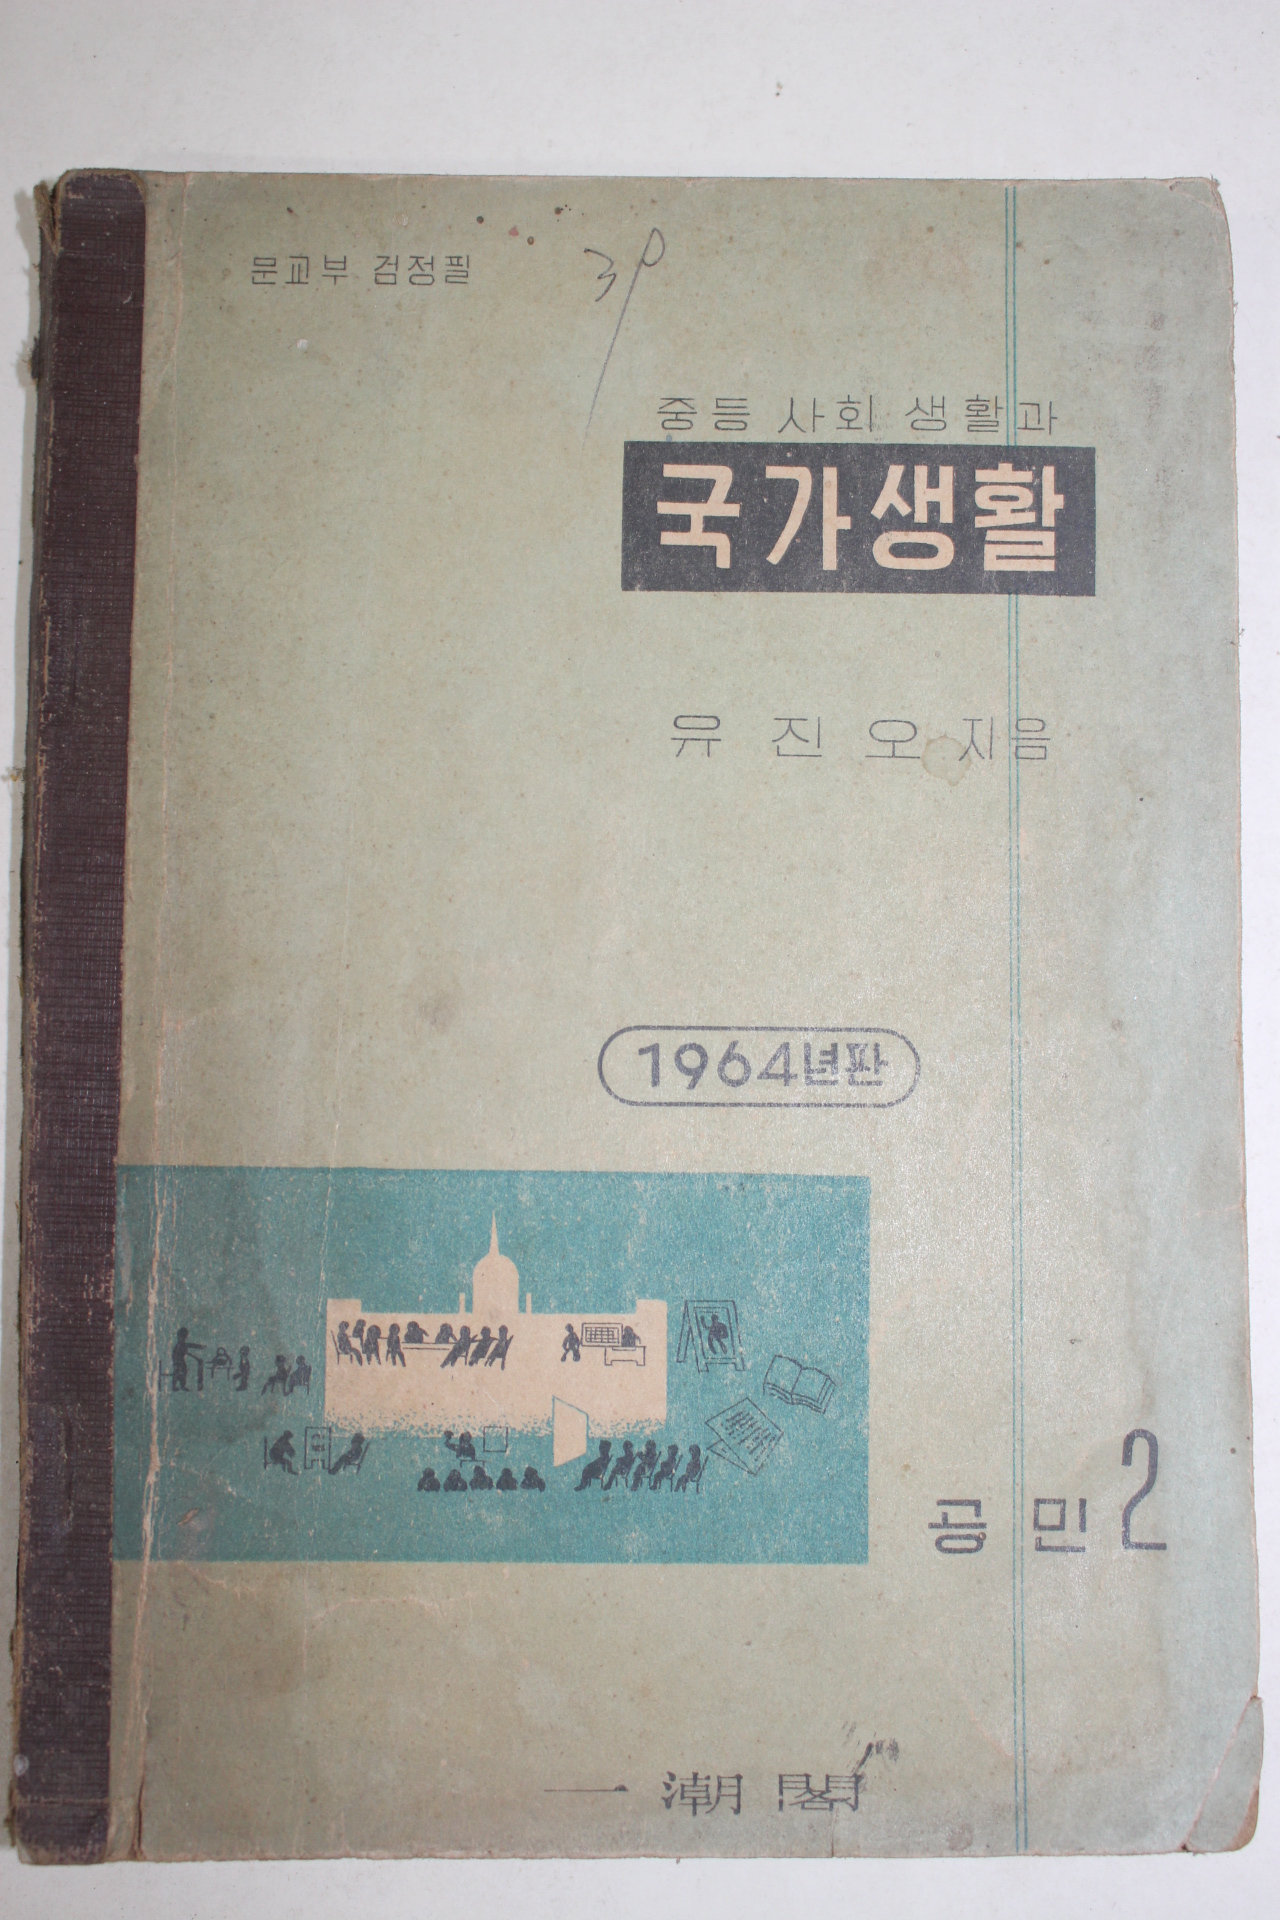 문교부 검정필
39
중등 사회 생활과
국가생활
유 진 오 지음
1964년판
공 민 2
一 潮 閣